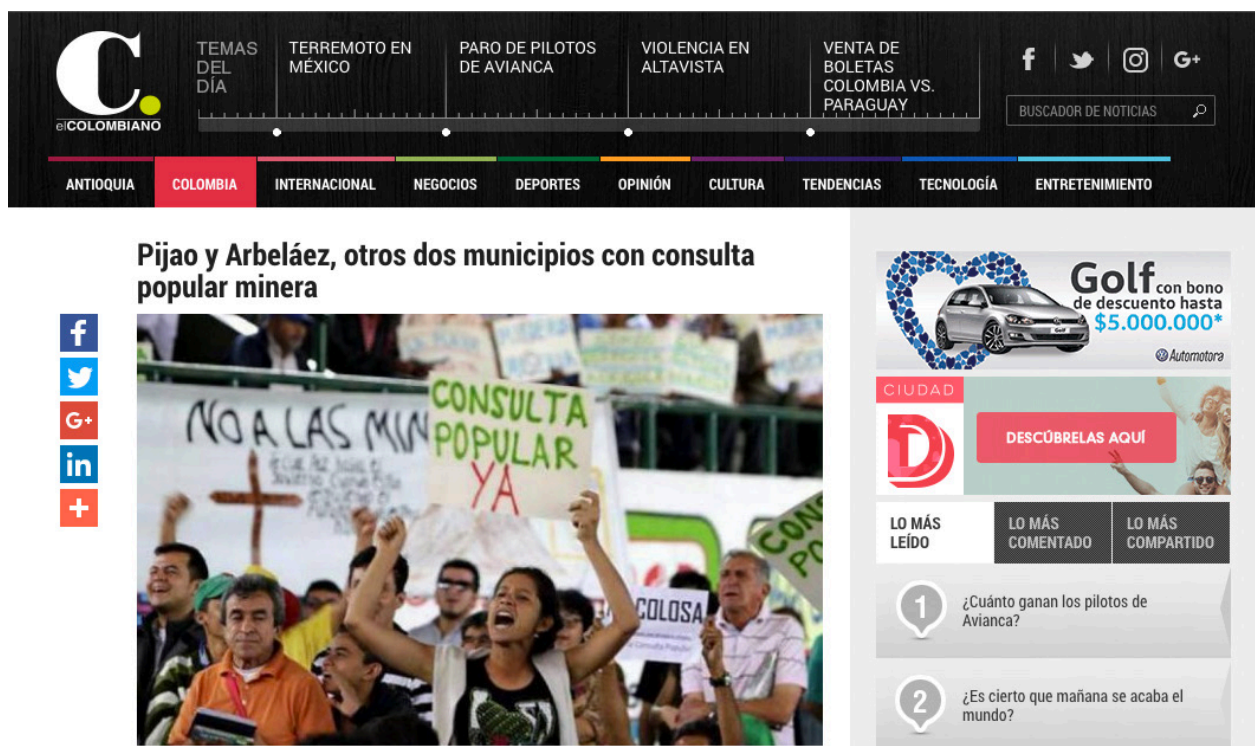 elCOLOMBIANO
TEMAS
DEL
DÍA
TERREMOTO EN
MÉXICO
PARO DE PILOTOS
DE AVIANCA
VIOLENCIA EN
ALTAVISTA
VENTA DE
BOLETAS
COLOMBIA VS.
PARAGUAY
BUSCADOR DE NOTICIAS
ANTIOQUIA
COLOMBIA
INTERNACIONAL
NEGOCIOS
DEPORTES
OPINIÓN
CULTURA
TENDENCIAS
TECNOLOGÍA
ENTRETENIMIENTO
Pijao y Arbeláez, otros dos municipios con consulta
popular minera
NO A LAS MIN
CONSULTA
POPULAR
YA
COLOSA
Consulta Popular
CON
PO
Golf con bono
de descuento hasta
$5.000.000*
Automotora
CIUDAD
D
DESCÚBRELAS AQUÍ
LO MÁS
LEÍDO
LO MÁS
COMENTADO
LO MÁS
COMPARTIDO
1
¿Cuánto ganan los pilotos de
Avianca?
2
¿Es cierto que mañana se acaba el
mundo?